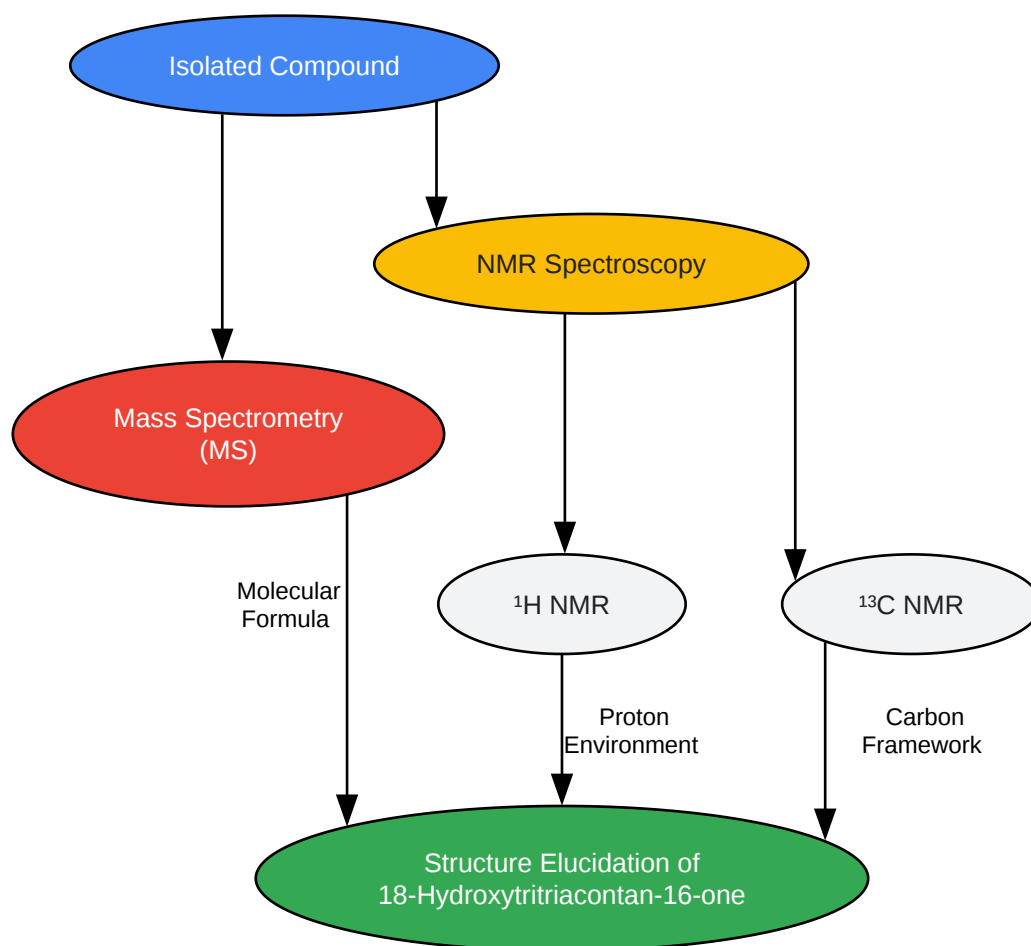 Isolated Compound
NMR Spectroscopy
Mass Spectrometry
(MS)
Molecular
Formula
¹H NMR
¹³C NMR
Proton
Environment
Carbon
Framework
Structure Elucidation of
18-Hydroxytritriacontan-16-one